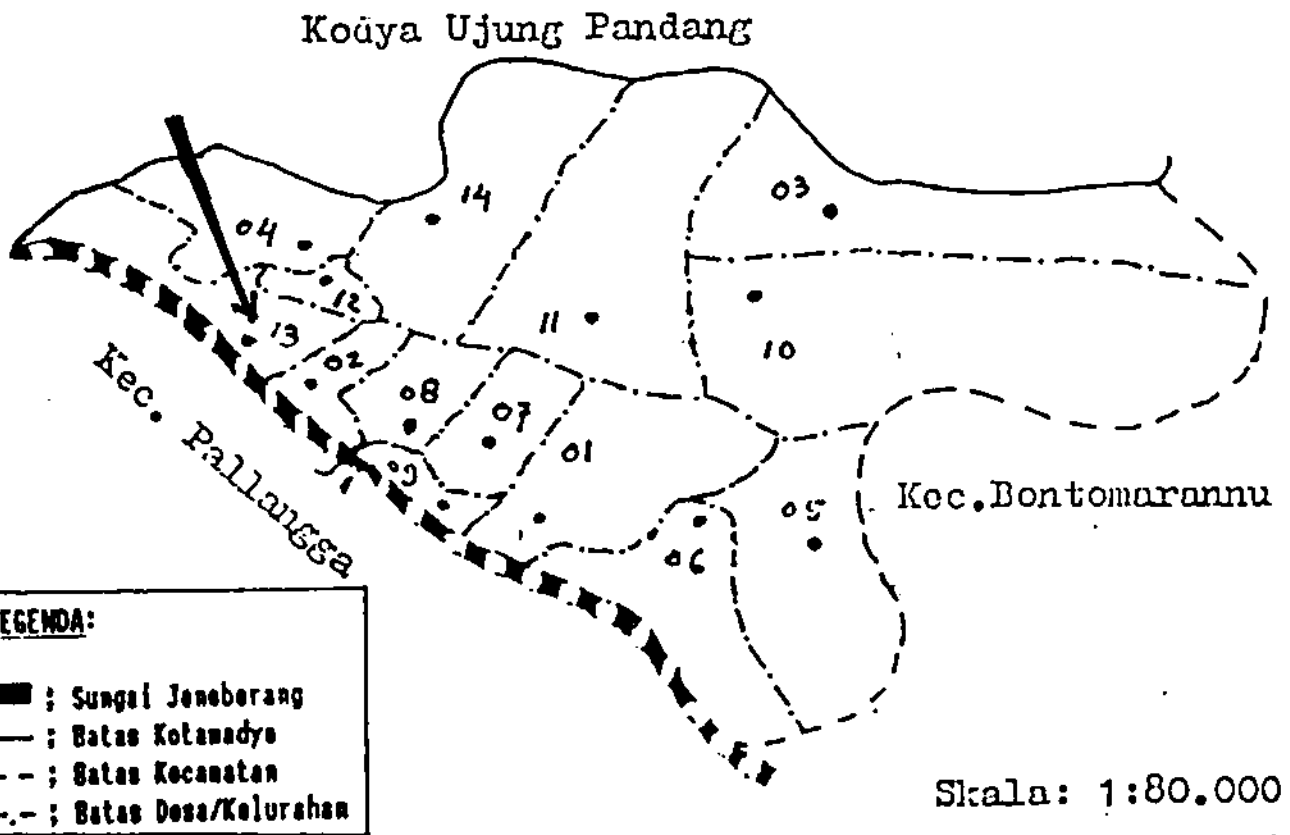 Kodya Ujung Pandang
14
03
04
12
11
10
13
02
08
07
01
09
05
06
Kec. Pallangga
Kec.Bontomarannu
EGENDA:
; Sungai Jeneberang
; Batas Kotamadya
; Batas Kecamatan
; Batas Desa/Kelurahan
Skala: 1:80.000